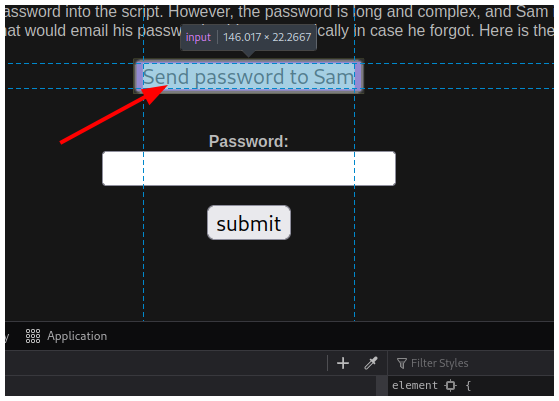 assword into the script. However, the password is long and complex, and Sam
at would email his passw
ically in case he forgot. Here is the
input 146.017 × 22.2667
Send password to Sam
Password:
submit
Application
Filter Styles
element {